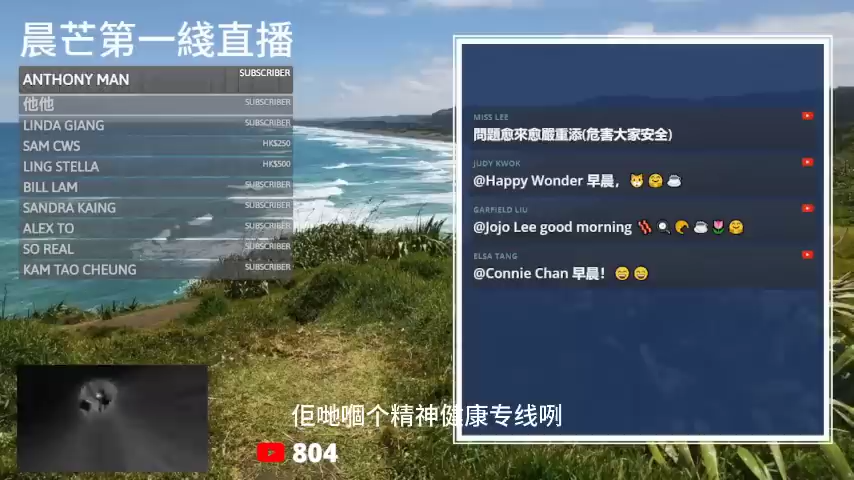 晨芒第一綫直播
ANTHONY MAN SUBSCRIBER
他他 SUBSCRIBER
LINDA GIANG SUBSCRIBER
SAM CWS HK$250
LING STELLA HK$500
BILL LAM SUBSCRIBER
SANDRA KAING SUBSCRIBER
ALEX TO SUBSCRIBER
SO REAL SUBSCRIBER
KAM TAO CHEUNG SUBSCRIBER
MISS LEE
問題愈來愈嚴重添(危害大家安全)
JUDY KWOK
@Happy Wonder 早晨，🐱🤗☕
GARFIELD LIU
@Jojo Lee good morning 🥓🍳🥐☕🌷🤗
ELSA TANG
@Connie Chan 早晨！😄😄
佢哋嗰个精神健康专线咧
804